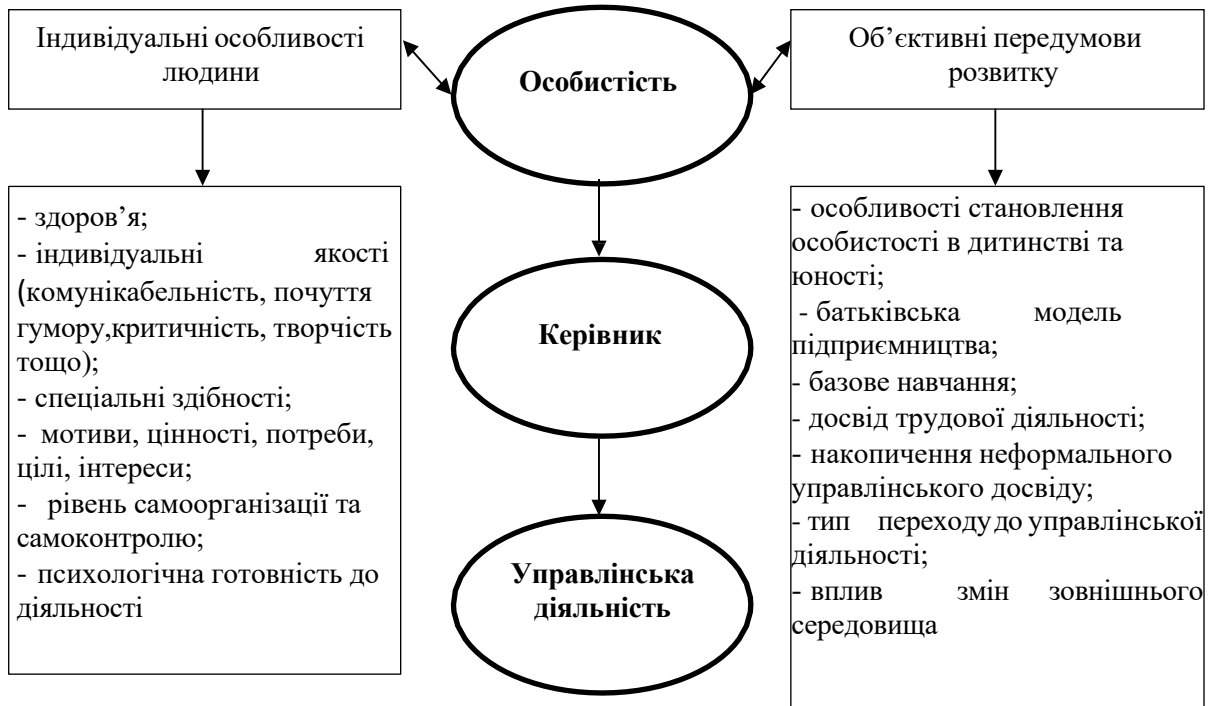 Індивідуальні особливості
людини
Особистість
Об’єктивні передумови
розвитку
- здоров’я;
- індивідуальні якості
(комунікабельність, почуття
гумору,критичність, творчість
тощо);
- спеціальні здібності;
- мотиви, цінності, потреби,
цілі, інтереси;
- рівень самоорганізації та
самоконтролю;
- психологічна готовність до
діяльності
Керівник
Управлінська
діяльність
- особливості становлення
особистості в дитинстві та
юності;
- батьківська модель
підприємництва;
- базове навчання;
- досвід трудової діяльності;
- накопичення неформального
управлінського досвіду;
- тип переходу до управлінської
діяльності;
- вплив змін зовнішнього
середовища